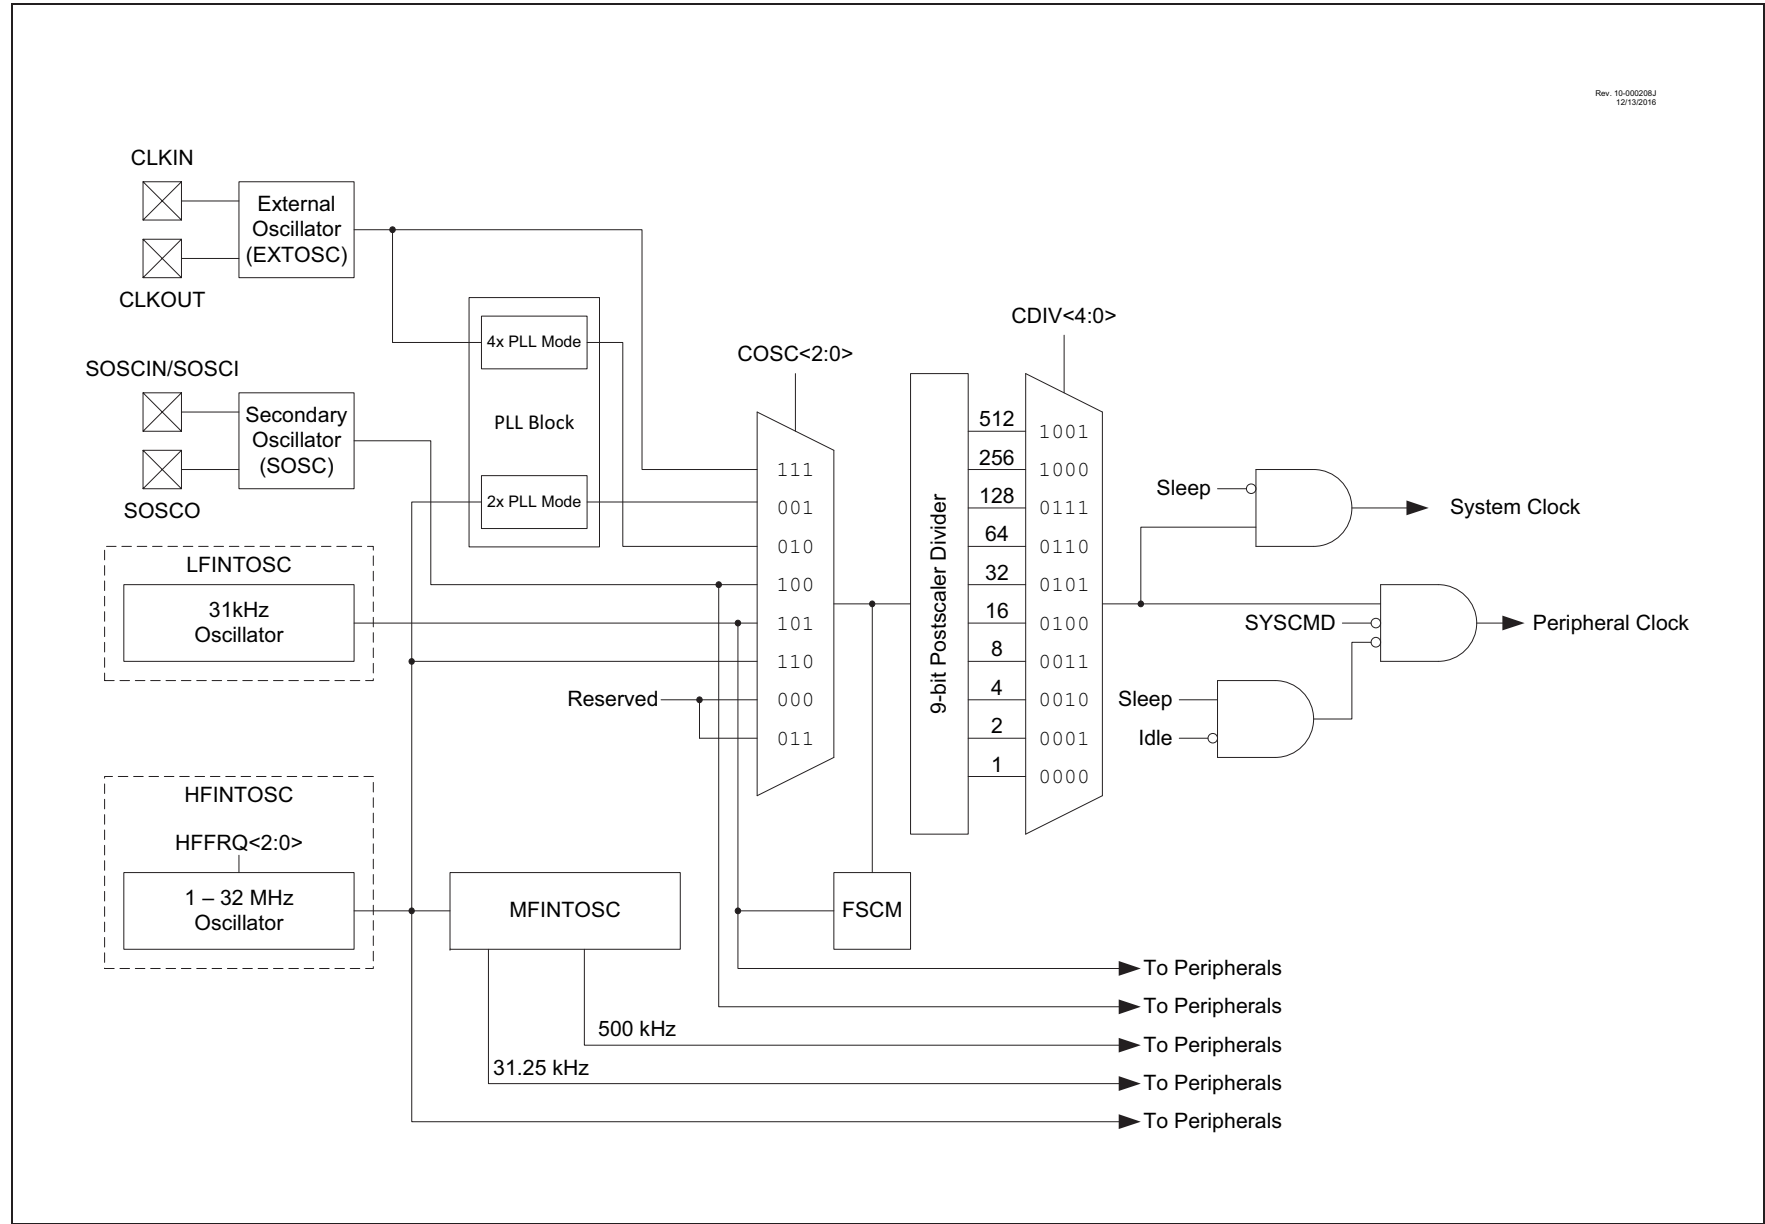 Rev. 10-000208J
12/13/2016
CLKIN
External
Oscillator
(EXTOSC)
CLKOUT
SOSCIN/SOSCI
Secondary
Oscillator
(SOSC)
SOSCO
LFINTOSC
31kHz
Oscillator
HFINTOSC
HFFRQ<2:0>
1 – 32 MHz
Oscillator
4x PLL Mode
PLL Block
2x PLL Mode
Reserved
MFINTOSC
COSC<2:0>
111
001
010
100
101
110
000
011
FSCM
9-bit Postscaler Divider
512
256
128
64
32
16
8
4
2
1
CDIV<4:0>
1001
1000
0111
0110
0101
0100
0011
0010
0001
0000
Sleep
System Clock
SYSCMD
Peripheral Clock
Sleep
Idle
To Peripherals
To Peripherals
500 kHz
To Peripherals
31.25 kHz
To Peripherals
To Peripherals